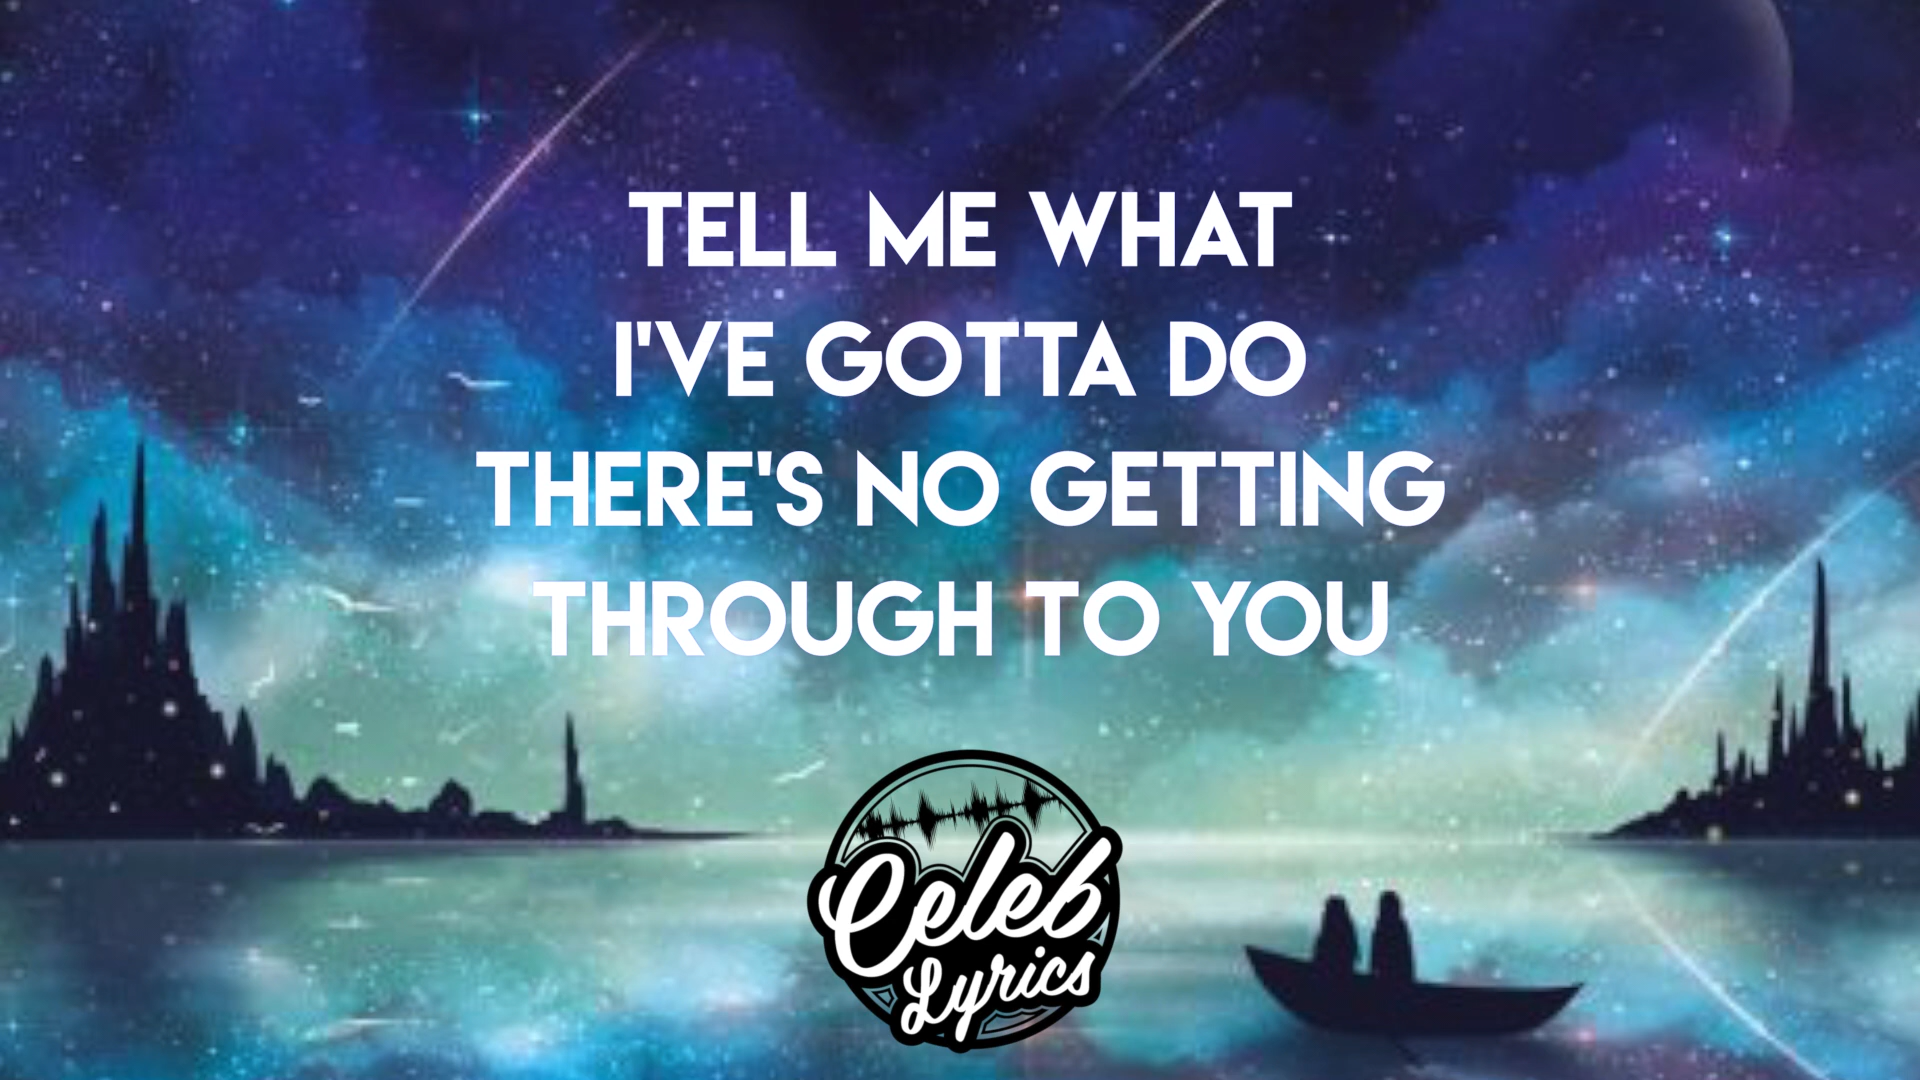 TELL ME WHAT
I'VE GOTTA DO
THERE'S NO GETTING
THROUGH TO YOU
Celeb
Lyrics